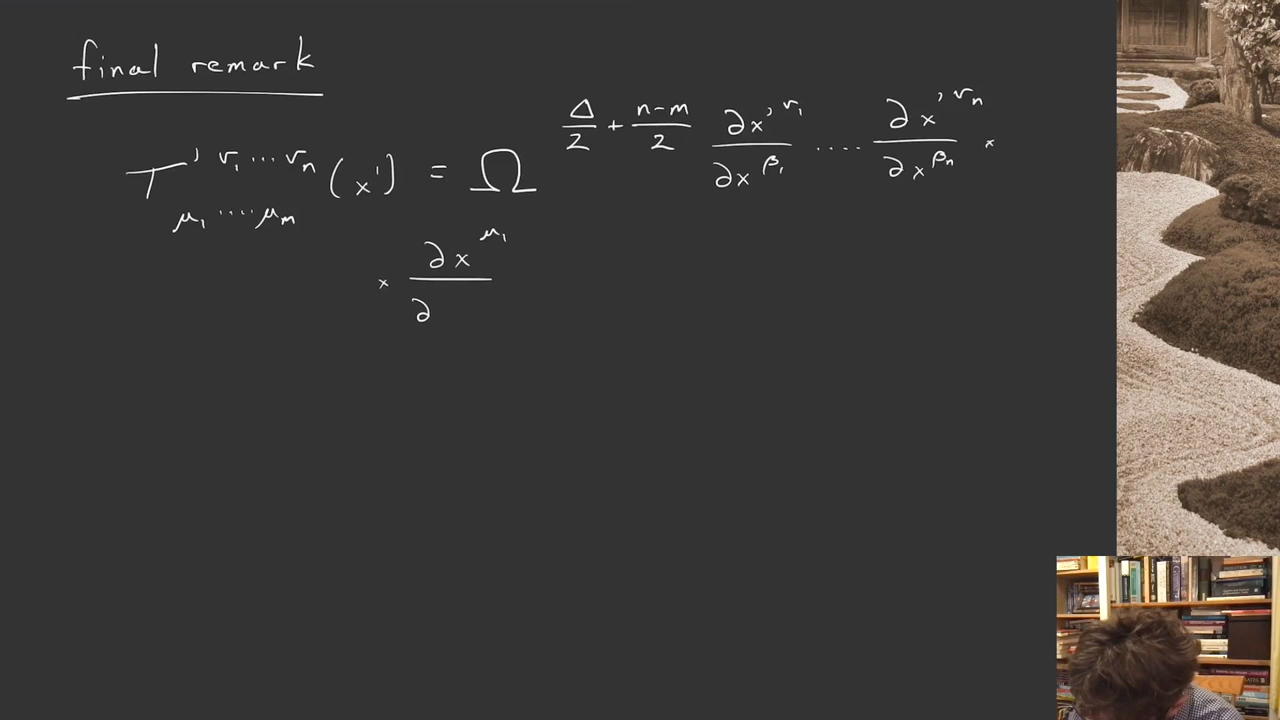 final remark
T'^{ν₁…νₙ}_{μ₁….μₘ}(x') = Ω^{Δ/2 + (n-m)/2} ∂x'^{ν₁}/∂x^{β₁} .... ∂x'^{νₙ}/∂x^{βₙ} ×
× ∂x^{μ₁}/∂